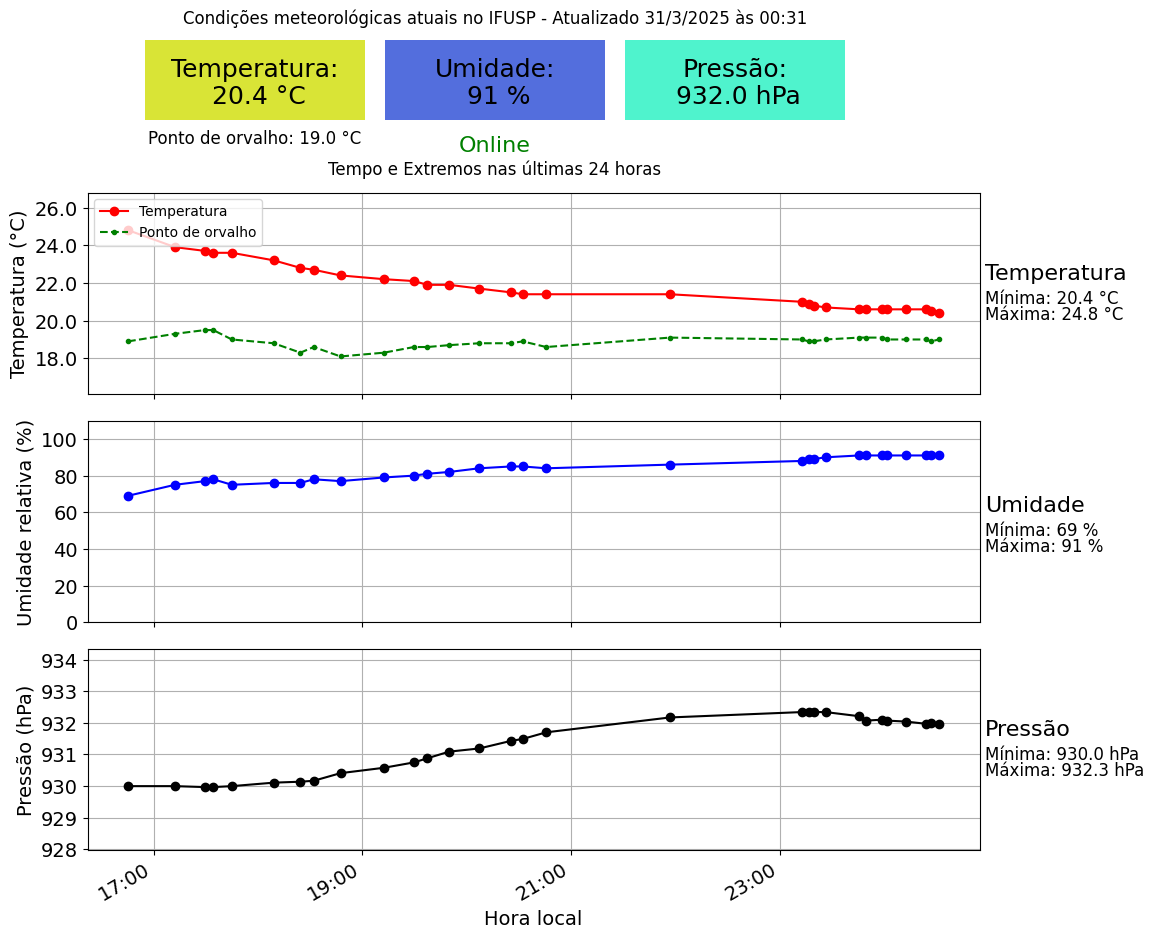 Condições meteorológicas atuais no IFUSP - Atualizado 31/3/2025 às 00:31
Temperatura:
20.4 °C
Umidade:
91 %
Pressão:
932.0 hPa
Ponto de orvalho: 19.0 °C
Online
Tempo e Extremos nas últimas 24 horas
Temperatura (°C)
26.0
24.0
22.0
20.0
18.0
Temperatura
Ponto de orvalho
Temperatura
Mínima: 20.4 °C
Máxima: 24.8 °C
Umidade relativa (%)
100
80
60
40
20
0
Umidade
Mínima: 69 %
Máxima: 91 %
Pressão (hPa)
934
933
932
931
930
929
928
Pressão
Mínima: 930.0 hPa
Máxima: 932.3 hPa
17:00
19:00
21:00
23:00
Hora local